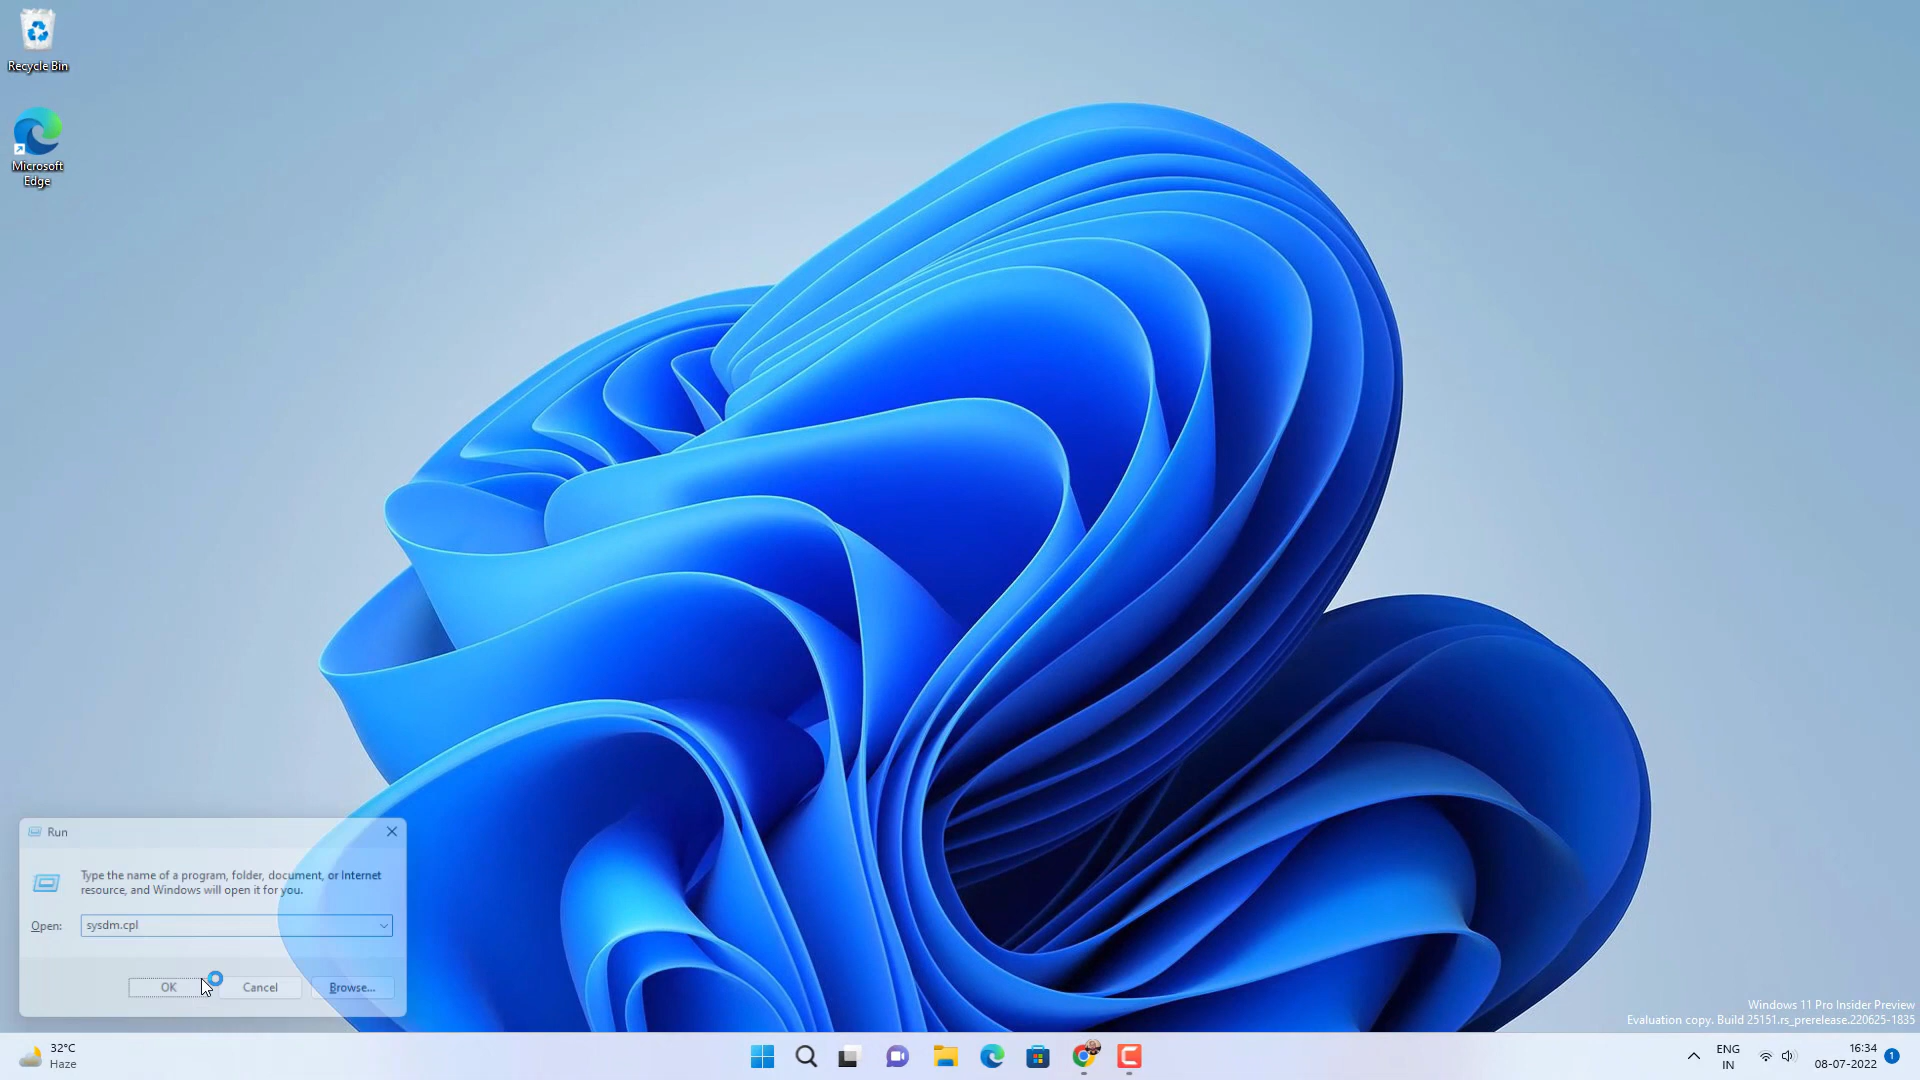 Recycle Bin
Microsoft
Edge
Run
Type the name of a program, folder, document, or Internet
resource, and Windows will open it for you.
Open:
sysdm.cpl
OK
Cancel
Browse...
Windows 11 Pro Insider Preview
Evaluation copy. Build 25151.rs_prerelease.220625-1835
32°C
Haze
ENG
IN
16:34
08-07-2022
1